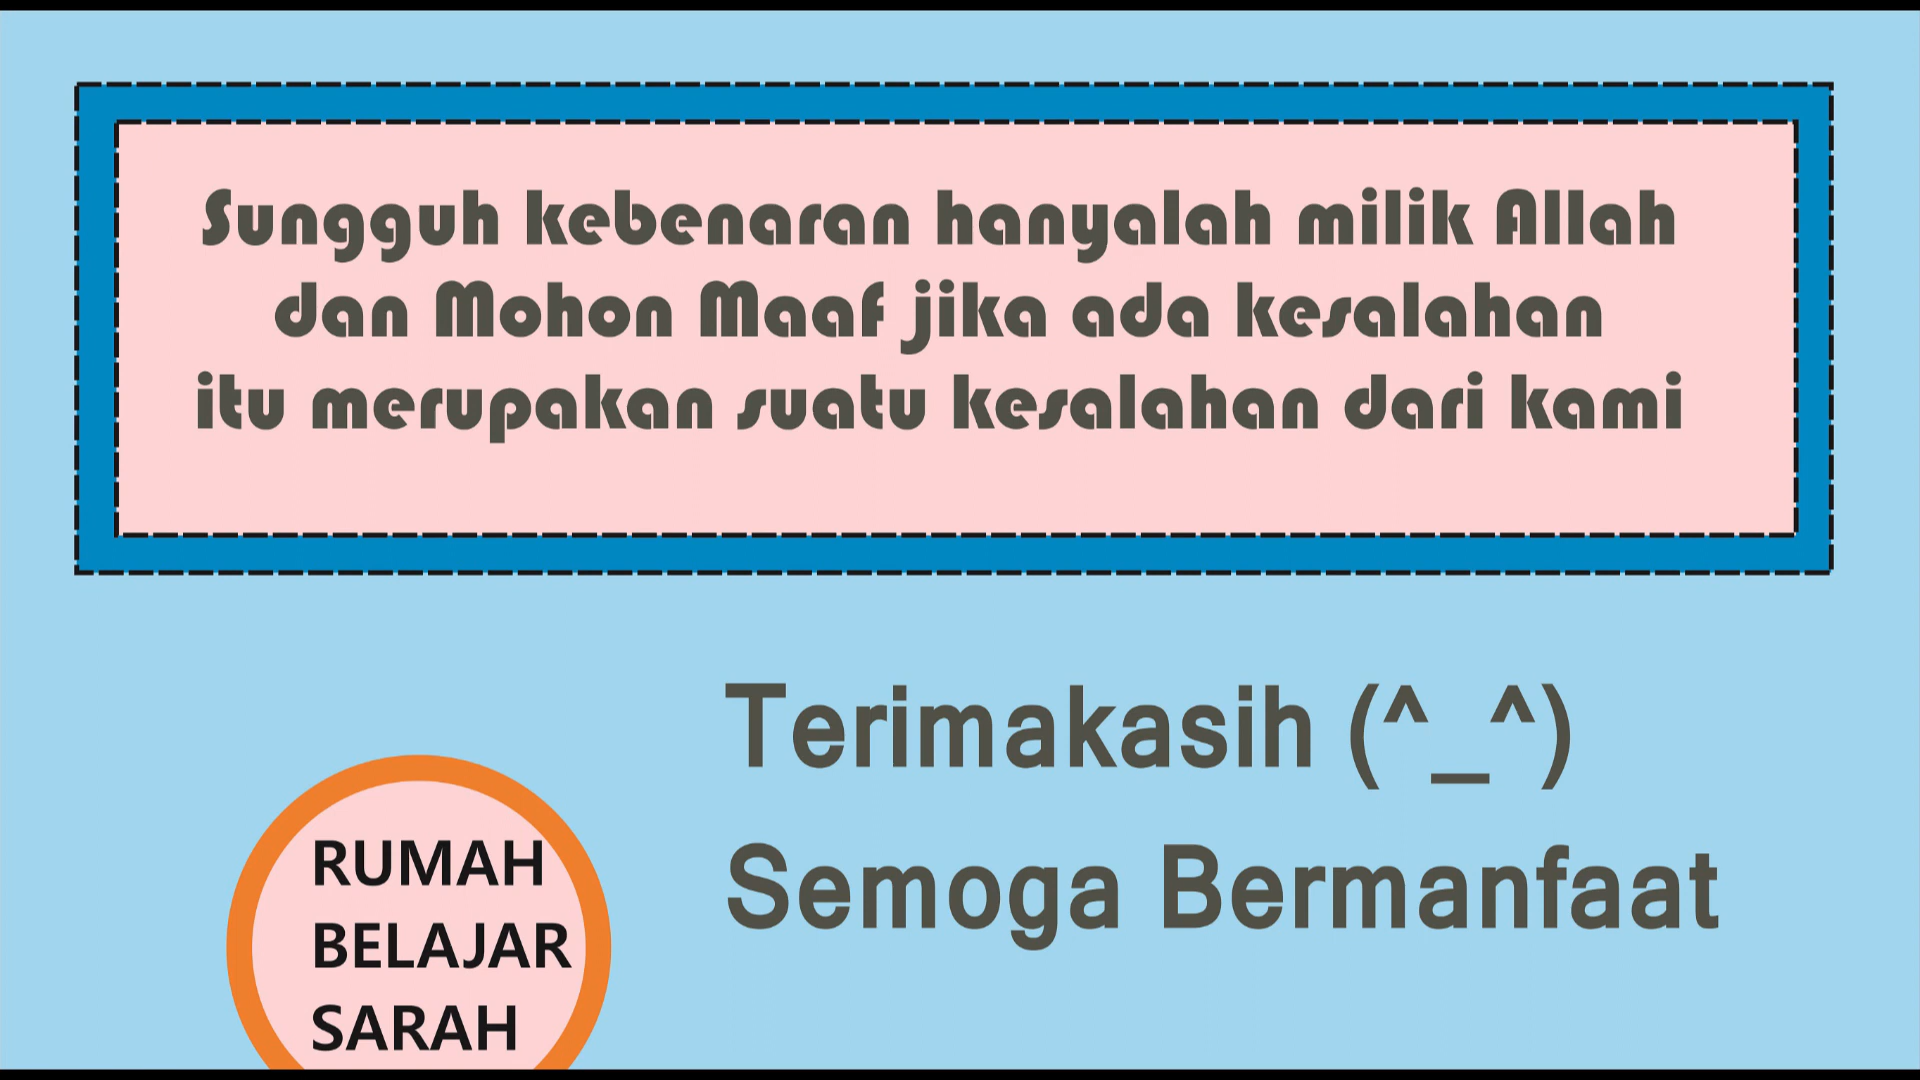 Sungguh kebenaran hanyalah milik Allah
dan Mohon Maaf jika ada kesalahan
itu merupakan suatu kesalahan dari kami
Terimakasih (^_^)
Semoga Bermanfaat
RUMAH
BELAJAR
SARAH